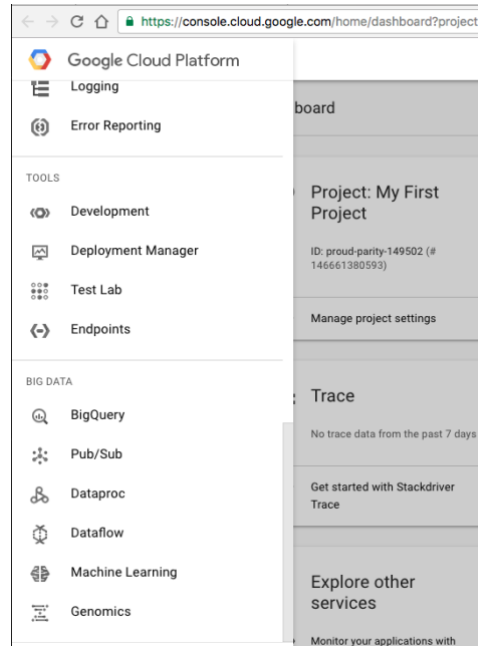 https://console.cloud.google.com/home/dashboard?project
Google Cloud Platform
Logging
Error Reporting
TOOLS
Development
Deployment Manager
Test Lab
Endpoints
BIG DATA
BigQuery
Pub/Sub
Dataproc
Dataflow
Machine Learning
Genomics
board
Project: My First
Project
ID: proud-parity-149502 (#
146661380593)
Manage project settings
Trace
No trace data from the past 7 days
Get started with Stackdriver
Trace
Explore other
services
Monitor your applications with